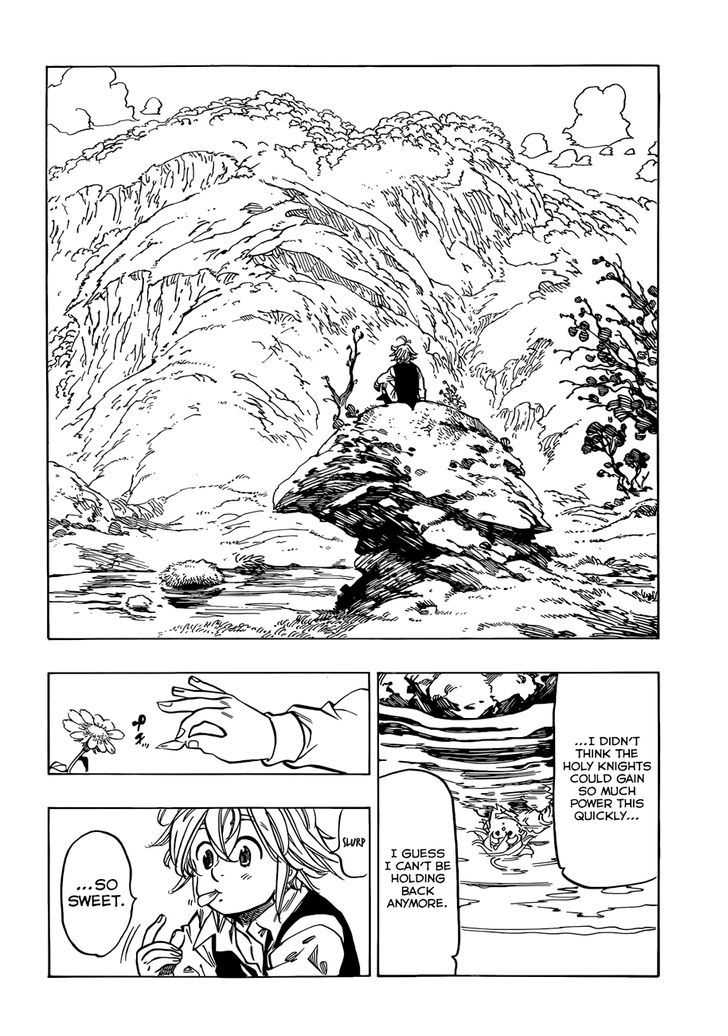 ...I DIDN'T
THINK THE
HOLY KNIGHTS
COULD GAIN
SO MUCH
POWER THIS
QUICKLY...
I GUESS
I CAN'T BE
HOLDING
BACK
ANYMORE.
SLURP
...SO
SWEET.